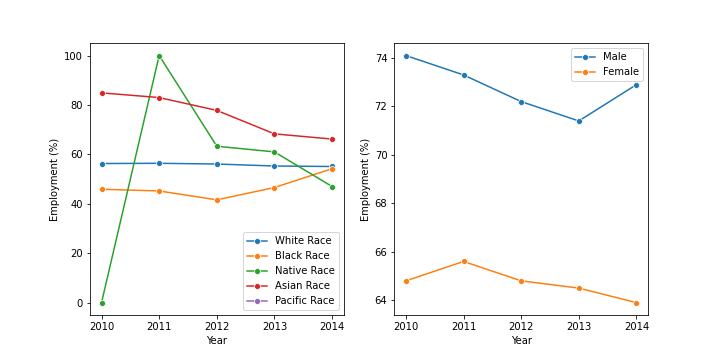 100
80
60
40
20
0
Employment (%)
2010 2011 2012 2013 2014
Year
White Race
Black Race
Native Race
Asian Race
Pacific Race
74
72
70
68
66
64
Employment (%)
2010 2011 2012 2013 2014
Year
Male
Female